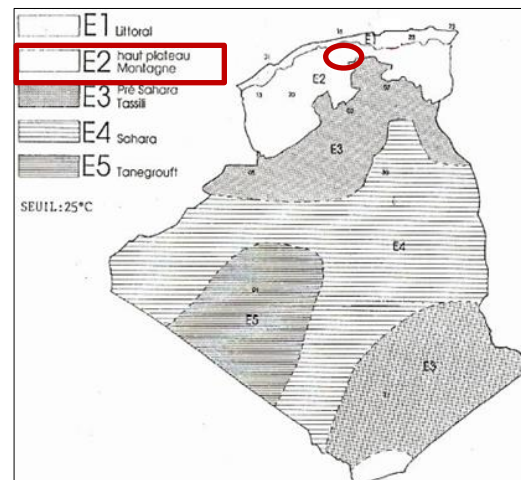 E1 Littoral
E2 haut plateau
Montagne
E3 Pré Sahara
Tassili
E4 Sahara
E5 Tanegrouft
SEUIL:25°C
E1
E2
E3
E4
E5
E3